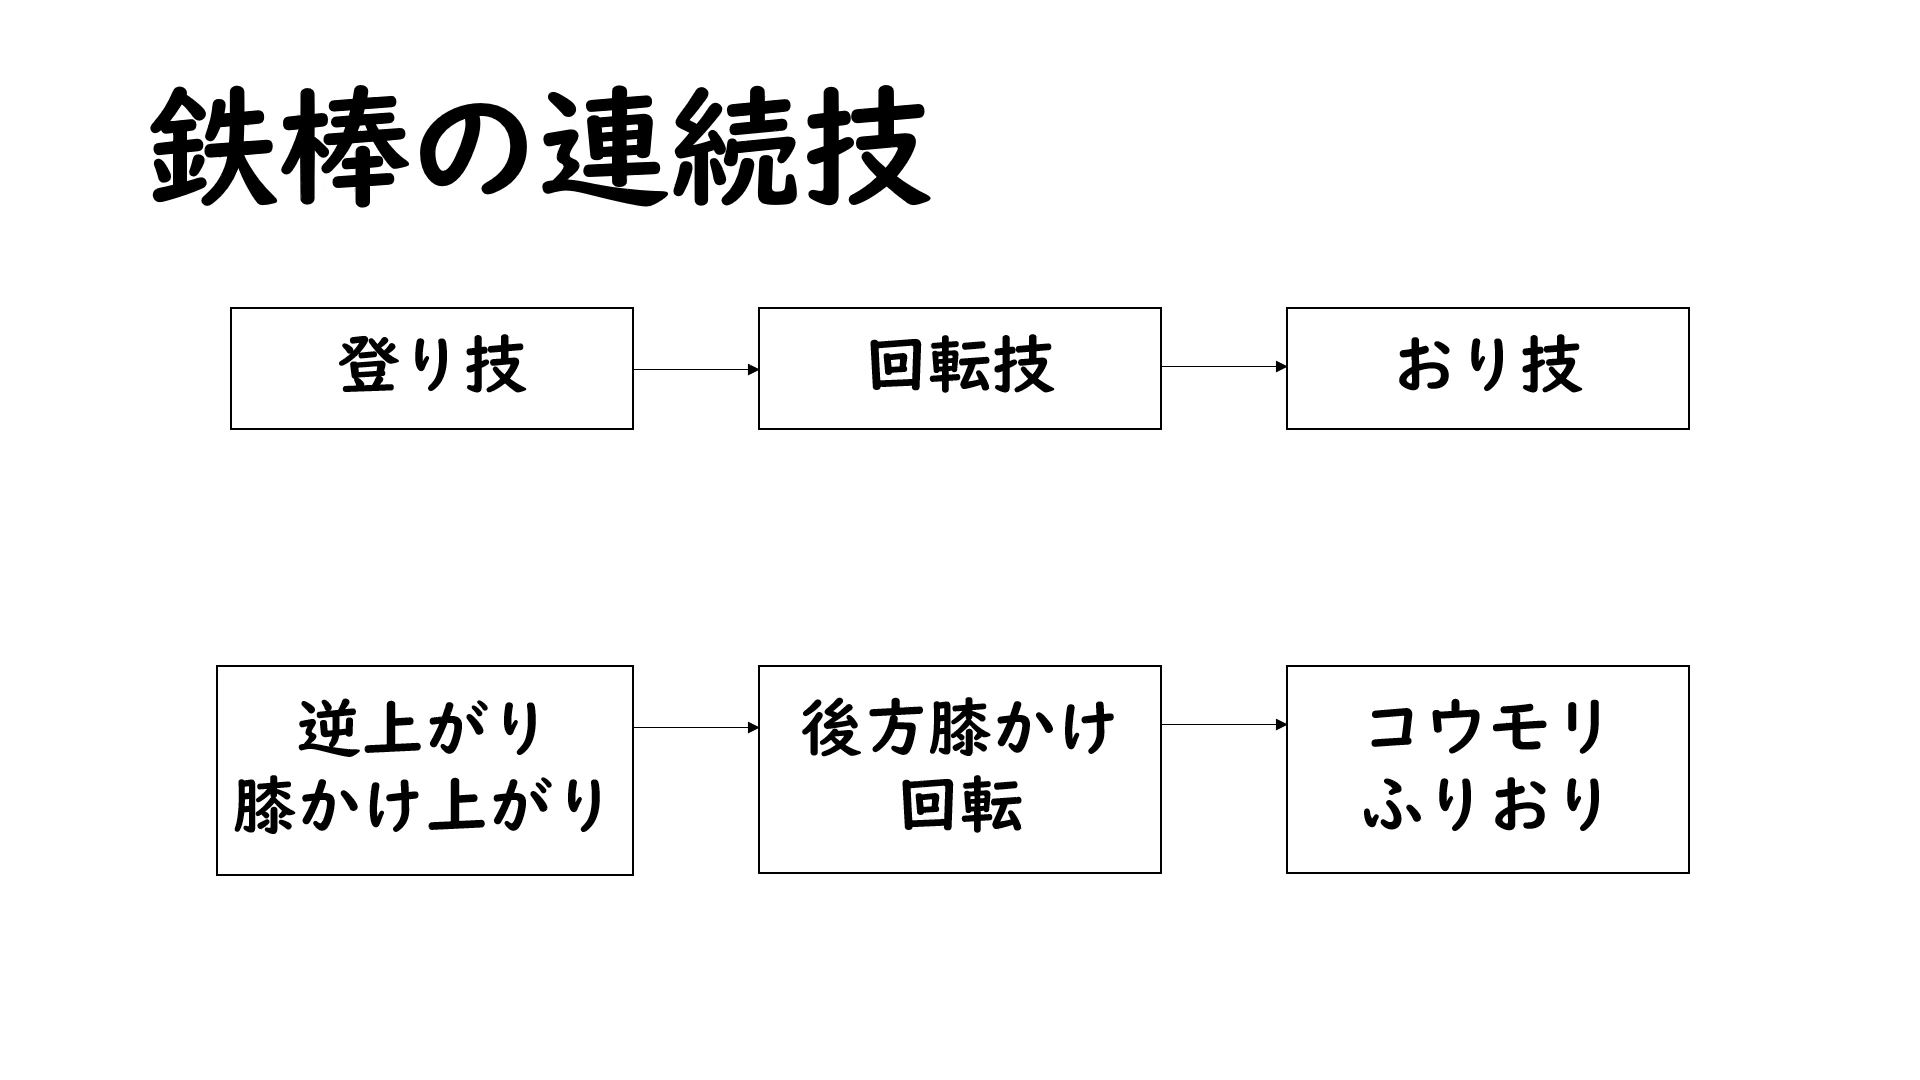 鉄棒の連続技
登り技
回転技
おり技
逆上がり
膝かけ上がり
後方膝かけ
回転
コウモリ
ふりおり